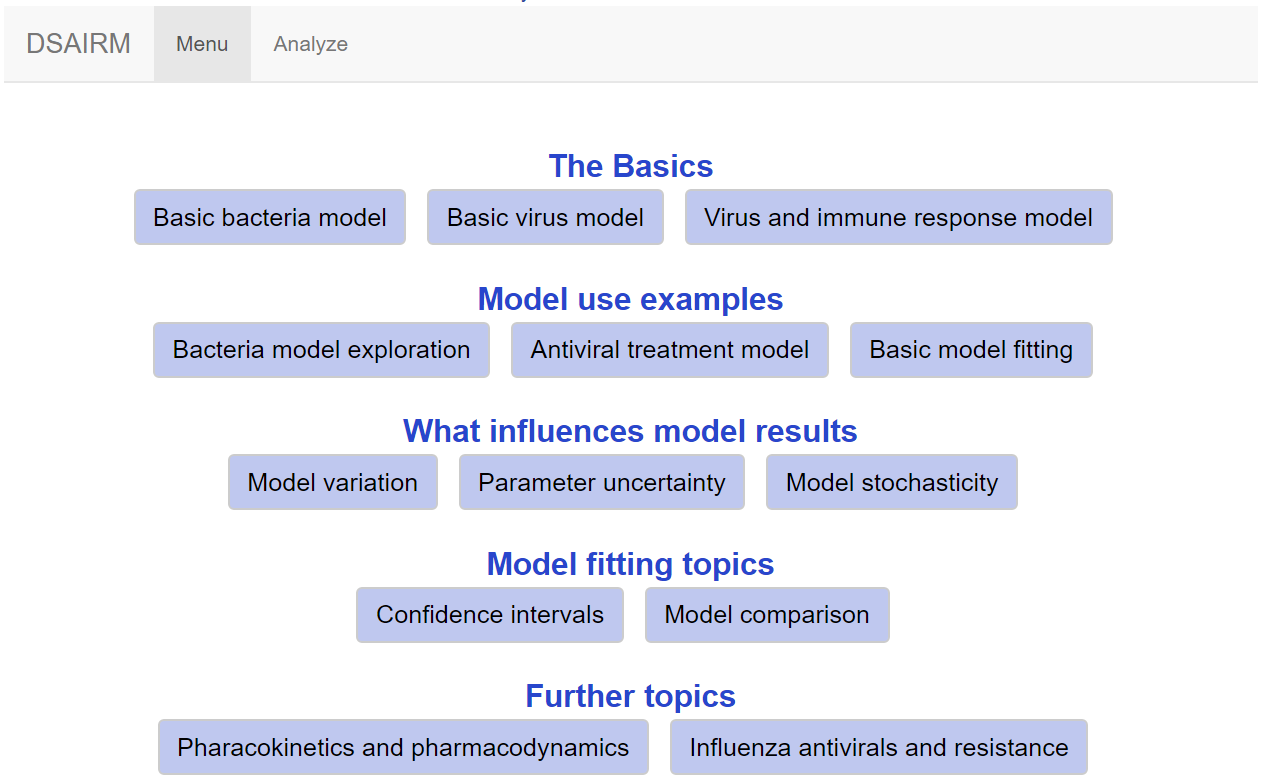 DSAIRM Menu Analyze
The Basics
Basic bacteria model Basic virus model Virus and immune response model
Model use examples
Bacteria model exploration Antiviral treatment model Basic model fitting
What influences model results
Model variation Parameter uncertainty Model stochasticity
Model fitting topics
Confidence intervals Model comparison
Further topics
Pharacokinetics and pharmacodynamics Influenza antivirals and resistance